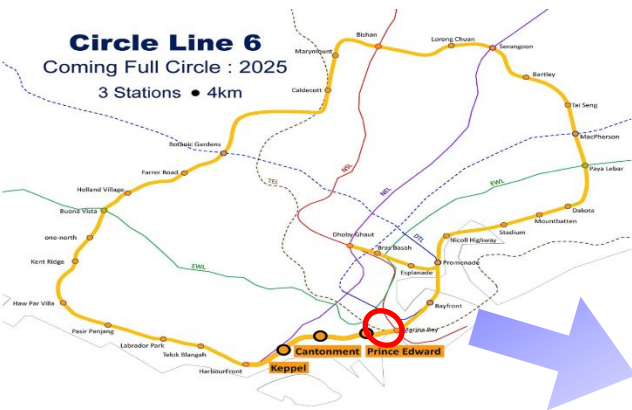 Circle Line 6
Coming Full Circle : 2025
3 Stations ● 4km
Bishan
Lorong Chuan
Marymount
Serangoon
Bartley
Caldecott
Tai Seng
MacPherson
Botanic Gardens
NSL
NEL
Farrer Road
Paya Lebar
TEL
EWL
Holland Village
Buona Vista
Dakota
Mountbatten
Stadium
DTL
one-north
Dhoby Ghaut
Bras Basah
Nicoll Highway
Kent Ridge
EWL
Esplanade
Promenade
Haw Par Villa
Bayfront
Pasir Panjang
Marina Bay
Labrador Park
Cantonment
Prince Edward
Telok Blangah
HarbourFront
Keppel